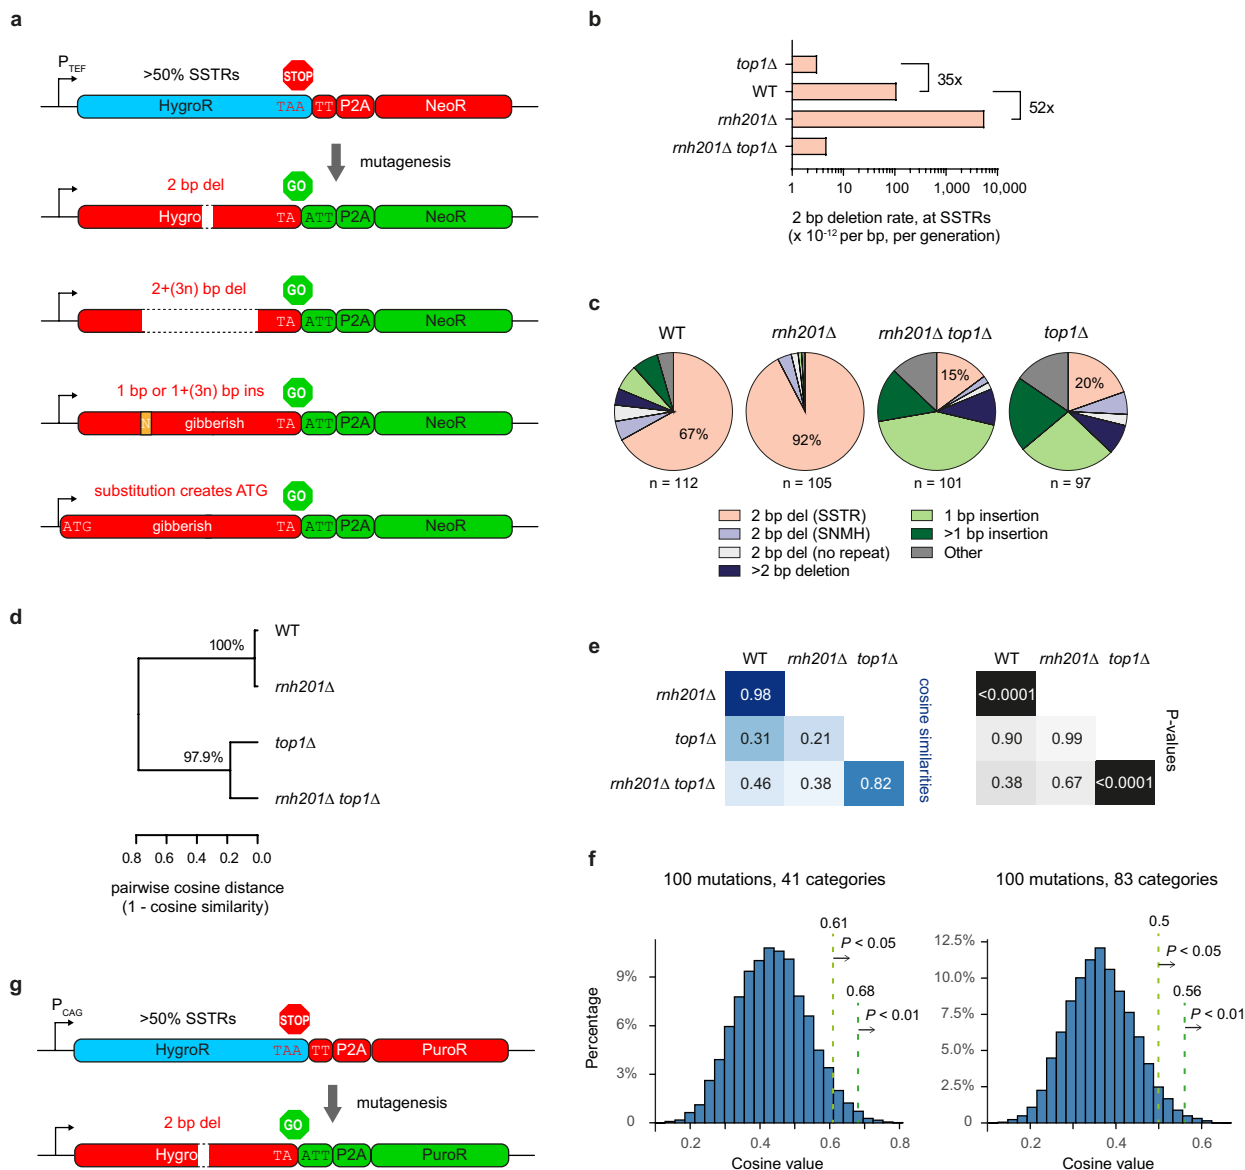 a
P TEF
>50% SSTRs
STOP
HygroR
TAA
TT
P2A
NeoR
mutagenesis
2 bp del
GO
Hygro
TA
ATT
P2A
NeoR
2+(3n) bp del
GO
TA
ATT
P2A
NeoR
1 bp or 1+(3n) bp ins
GO
N
gibberish
TA
ATT
P2A
NeoR
substitution creates ATG
GO
ATG
gibberish
TA
ATT
P2A
NeoR
b
top1Δ
WT
rnh201Δ
rnh201Δ top1Δ
35x
52x
1 10 100 1,000 10,000
2 bp deletion rate, at SSTRs
(x 10⁻¹² per bp, per generation)
c
WT
rnh201Δ
rnh201Δ top1Δ
top1Δ
67%
92%
15%
20%
n = 112
n = 105
n = 101
n = 97
2 bp del (SSTR)
2 bp del (SNMH)
2 bp del (no repeat)
>2 bp deletion
1 bp insertion
>1 bp insertion
Other
d
100%
97.9%
WT
rnh201Δ
top1Δ
rnh201Δ top1Δ
0.8 0.6 0.4 0.2 0.0
pairwise cosine distance
(1 - cosine similarity)
e
WT rnh201Δ top1Δ
rnh201Δ 0.98
top1Δ 0.31 0.21
rnh201Δ top1Δ 0.46 0.38 0.82
cosine similarities
WT rnh201Δ top1Δ
<0.0001
0.90 0.99
0.38 0.67 <0.0001
P-values
f
100 mutations, 41 categories
0.61
P < 0.05
0.68
P < 0.01
9%
6%
3%
0
Percentage
0.2 0.4 0.6 0.8
Cosine value
100 mutations, 83 categories
0.5
P < 0.05
0.56
P < 0.01
12.5%
10.0%
7.5%
5.0%
2.5%
0
0.2 0.4 0.6
Cosine value
g
P CAG
>50% SSTRs
STOP
HygroR
TAA
TT
P2A
PuroR
mutagenesis
2 bp del
GO
Hygro
TA
ATT
P2A
PuroR